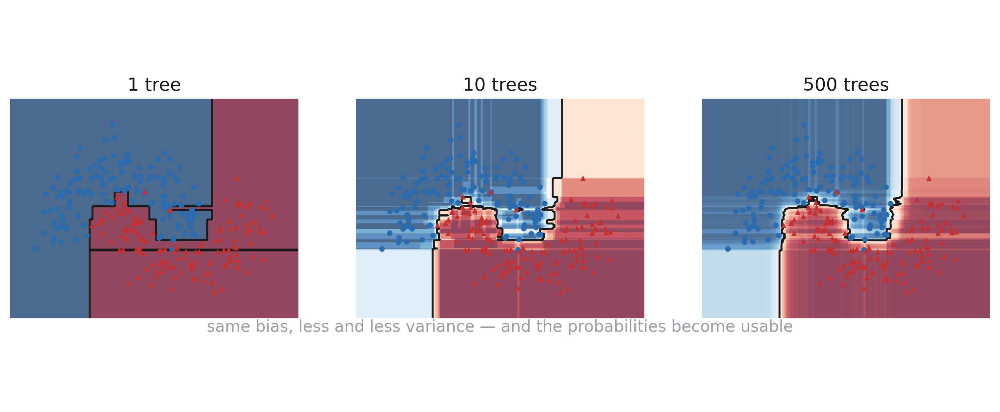 1 tree
10 trees
500 trees
same bias, less and less variance — and the probabilities become usable